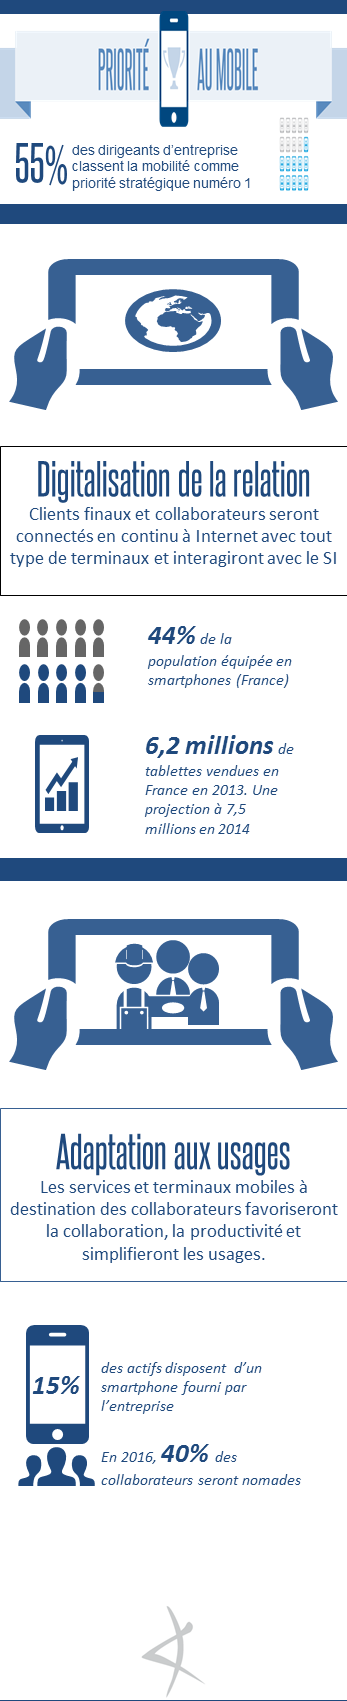 PRIORITÉ AU MOBILE
55% des dirigeants d’entreprise
classent la mobilité comme
priorité stratégique numéro 1
Digitalisation de la relation
Clients finaux et collaborateurs seront
connectés en continu à Internet avec tout
type de terminaux et interagiront avec le SI
44% de la
population équipée en
smartphones (France)
6,2 millions de
tablettes vendues en
France en 2013. Une
projection à 7,5
millions en 2014
Adaptation aux usages
Les services et terminaux mobiles à
destination des collaborateurs favoriseront
la collaboration, la productivité et
simplifieront les usages.
15%
des actifs disposent d’un
smartphone fourni par
l’entreprise
En 2016, 40% des
collaborateurs seront nomades